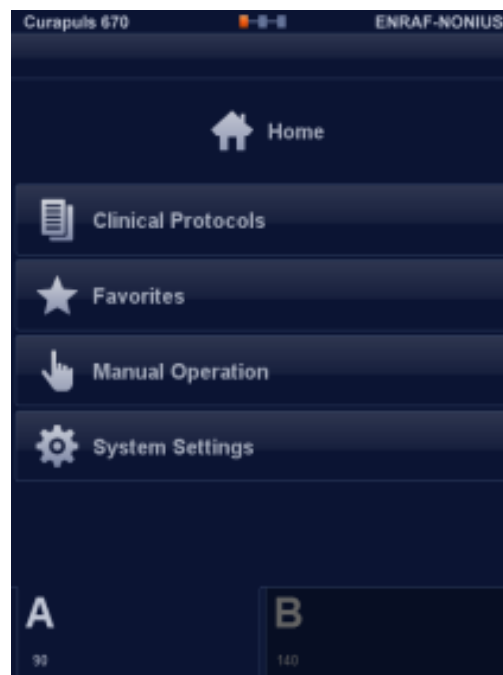 Curapuls 670 ENRAF-NONIUS
Home
Clinical Protocols
Favorites
Manual Operation
System Settings
A B
90 140